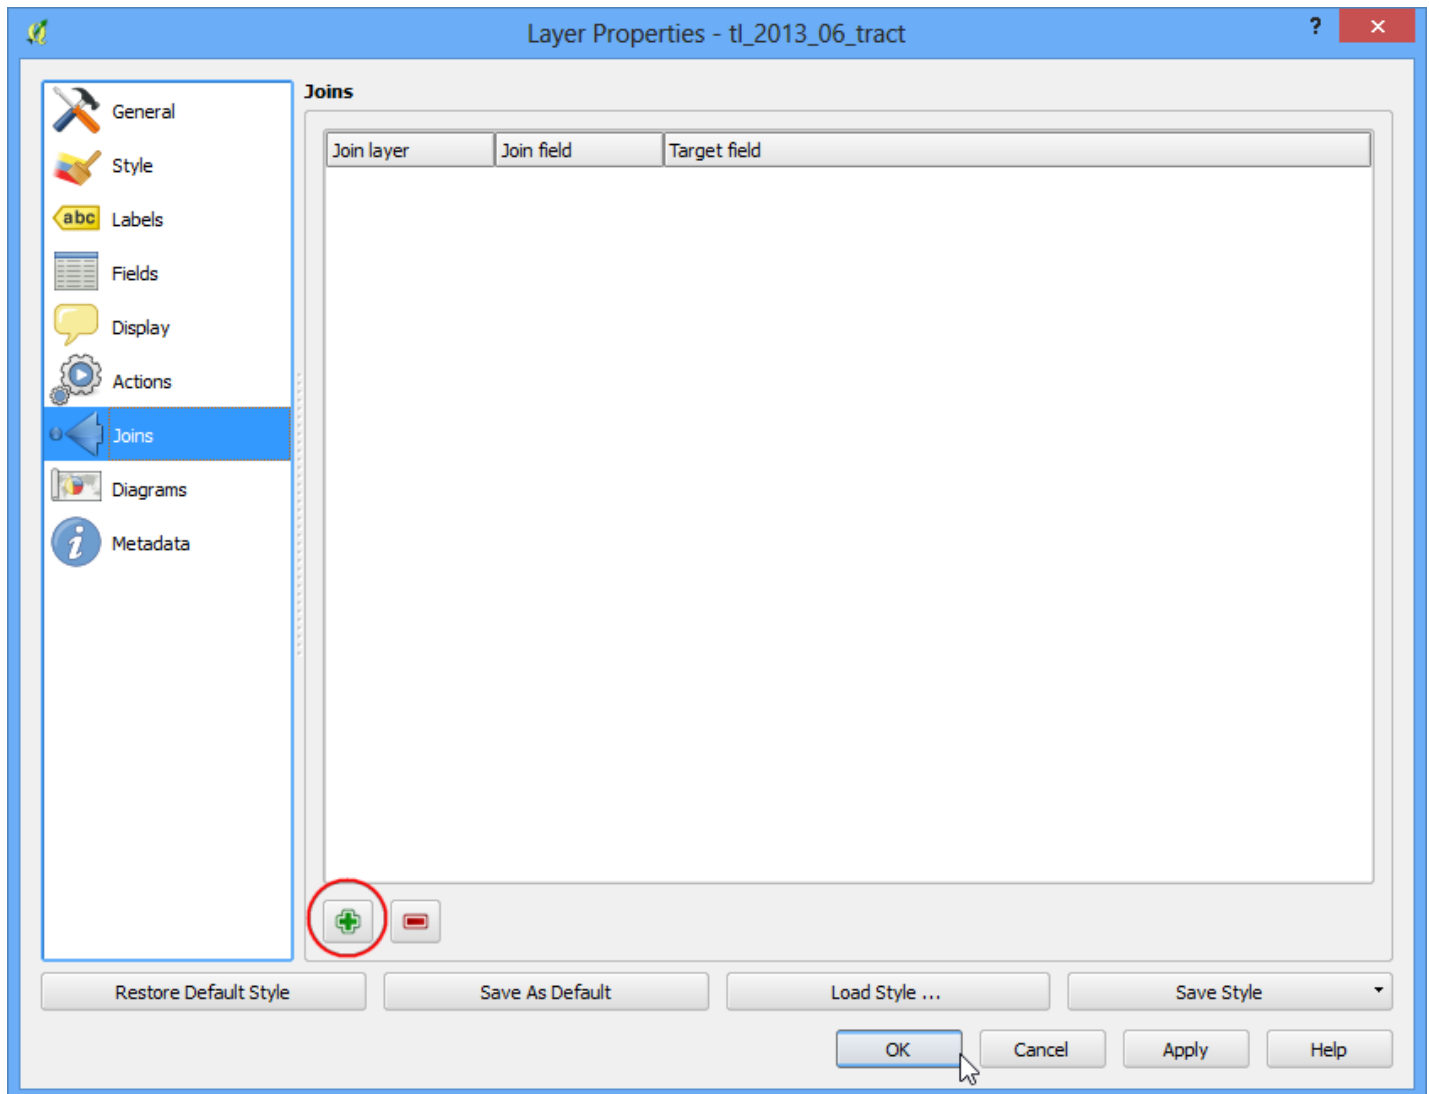 Layer Properties - tl_2013_06_tract
?
General
Style
abc Labels
Fields
Display
Actions
Joins
Diagrams
i Metadata
Joins
Join layer Join field Target field
Restore Default Style Save As Default Load Style ... Save Style
OK Cancel Apply Help